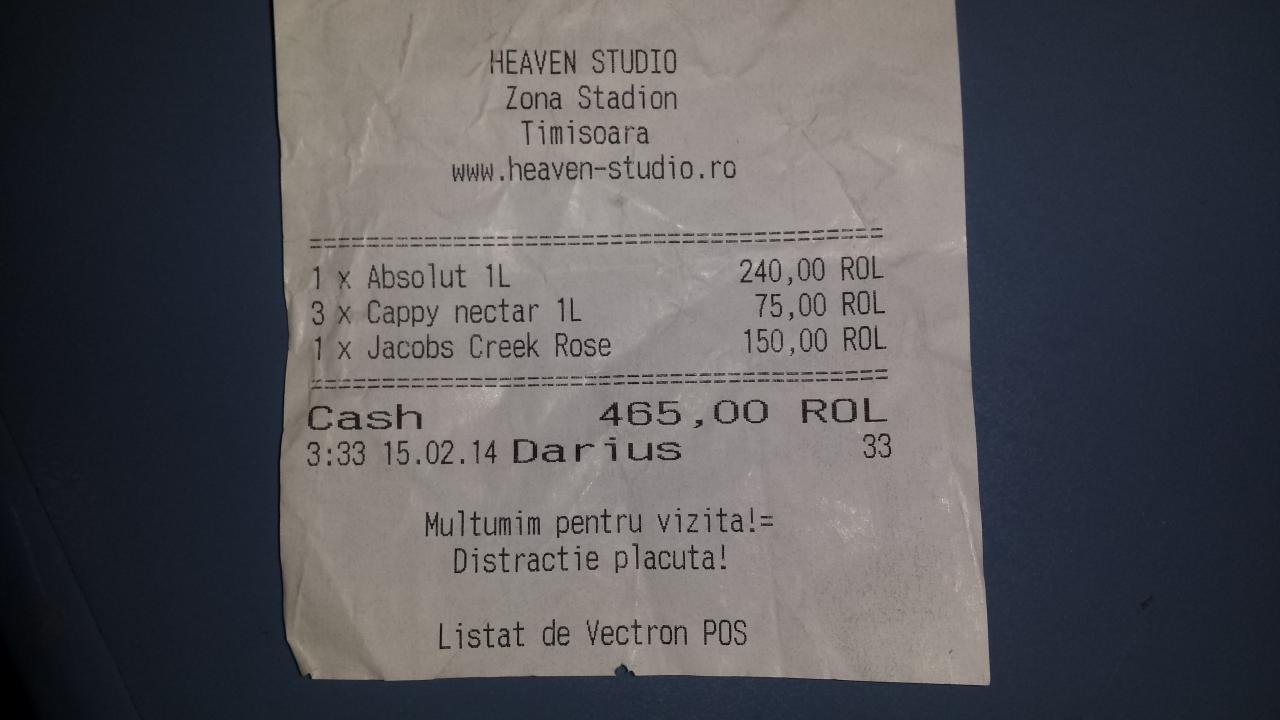 HEAVEN STUDIO
Zona Stadion
Timisoara
www.heaven-studio.ro
========================================
1 x Absolut 1L 240,00 ROL
3 x Cappy nectar 1L 75,00 ROL
1 x Jacobs Creek Rose 150,00 ROL
========================================
Cash 465,00 ROL
3:33 15.02.14 Darius 33
Multumim pentru vizita!=
Distractie placuta!
Listat de Vectron POS